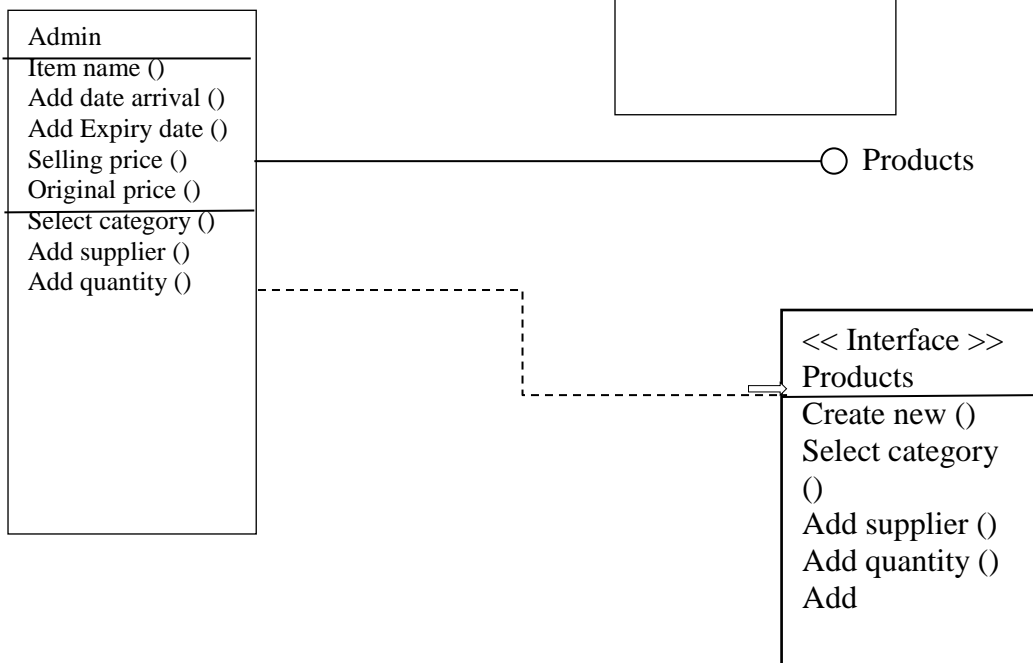 Admin
Item name ()
Add date arrival ()
Add Expiry date ()
Selling price ()
Original price ()
Select category ()
Add supplier ()
Add quantity ()
Products
<< Interface >>
Products
Create new ()
Select category
()
Add supplier ()
Add quantity ()
Add